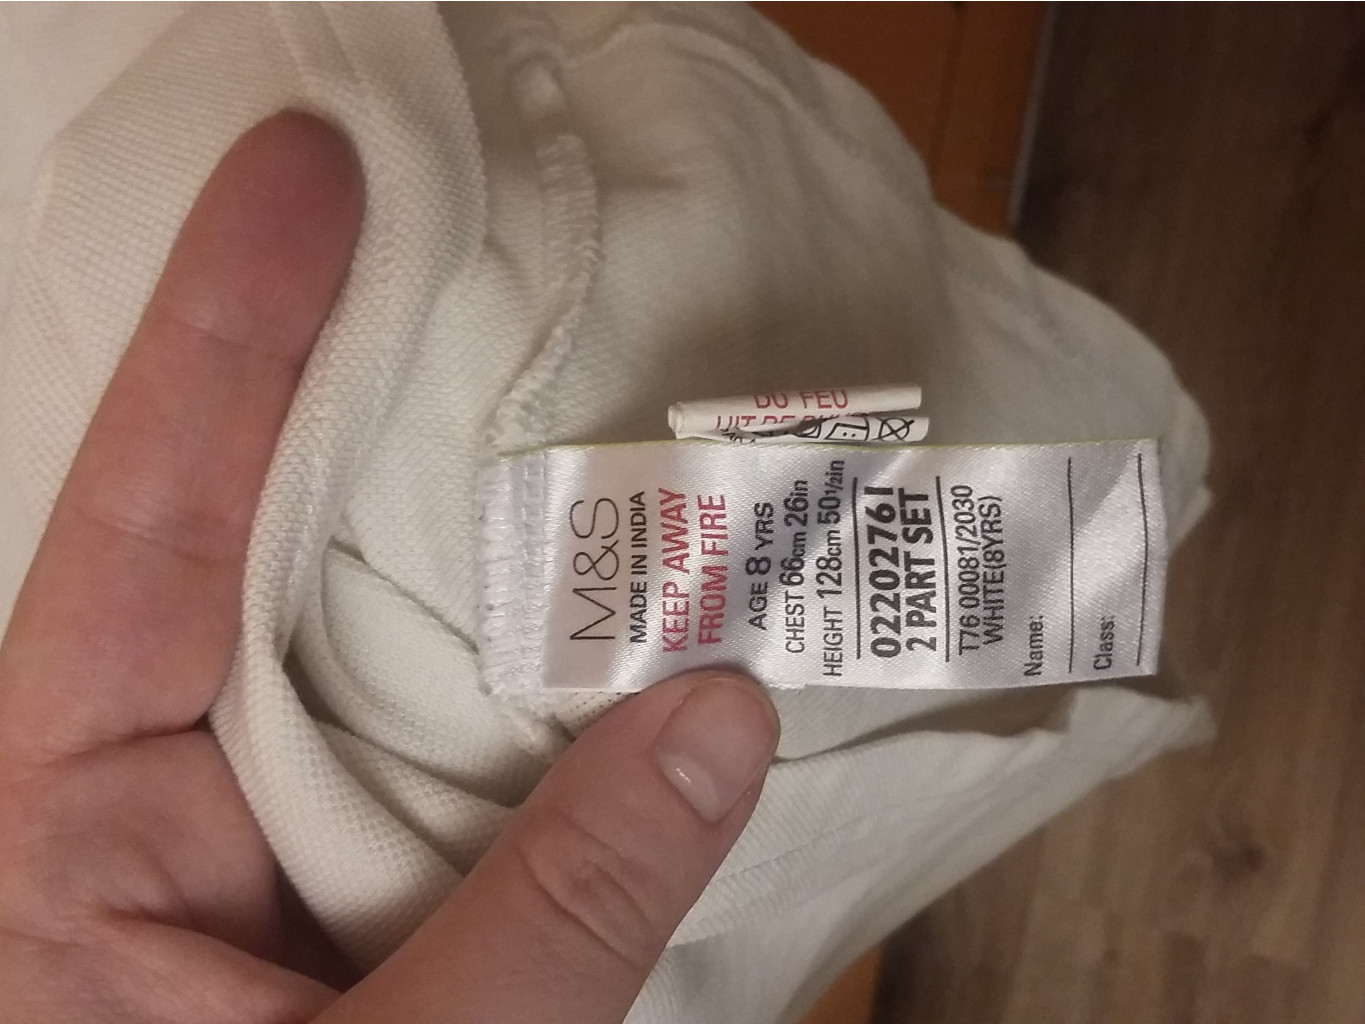 M&S
MADE IN INDIA
KEEP AWAY
FROM FIRE
AGE 8 YRS
CHEST 66cm 26in
HEIGHT 128cm 50½in
02202761
2 PART SET
T76 00081/2030
WHITE(8YRS)
Name:
Class:
DU FEU